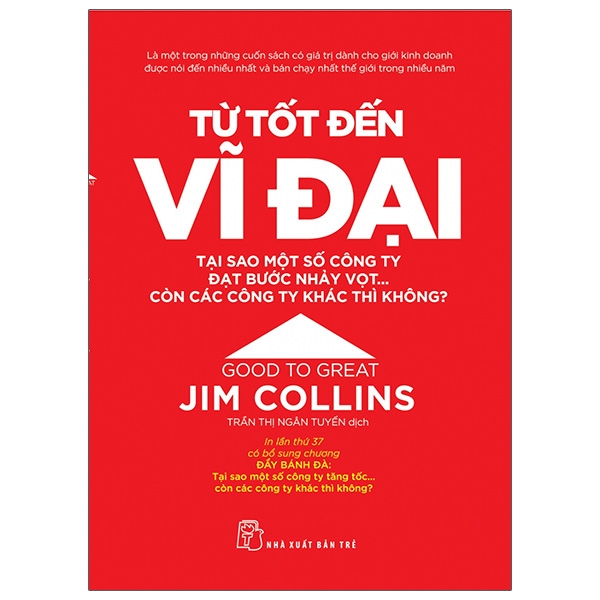 Là một trong những cuốn sách có giá trị dành cho giới kinh doanh
được nói đến nhiều nhất và bán chạy nhất thế giới trong nhiều năm
TỪ TỐT ĐẾN
VĨ ĐẠI
TẠI SAO MỘT SỐ CÔNG TY
ĐẠT BƯỚC NHẢY VỌT...
CÒN CÁC CÔNG TY KHÁC THÌ KHÔNG?
GOOD TO GREAT
JIM COLLINS
TRẦN THỊ NGÂN TUYẾN dịch
In lần thứ 37
có bổ sung chương
ĐẨY BÁNH ĐÀ:
Tại sao một số công ty tăng tốc...
còn các công ty khác thì không?
NHÀ XUẤT BẢN TRẺ